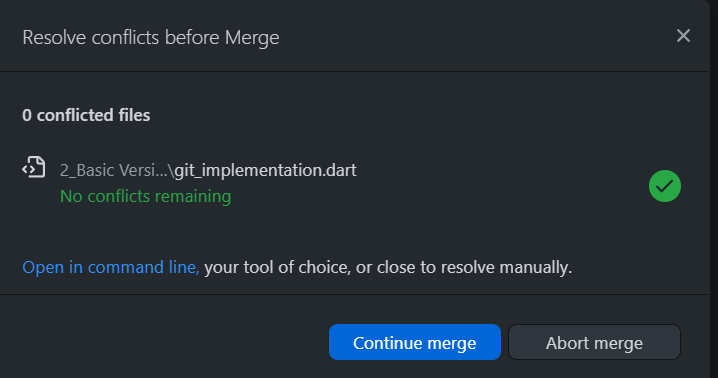 Resolve conflicts before Merge
0 conflicted files
2_Basic Versi...\git_implementation.dart
No conflicts remaining
Open in command line, your tool of choice, or close to resolve manually.
Continue merge
Abort merge